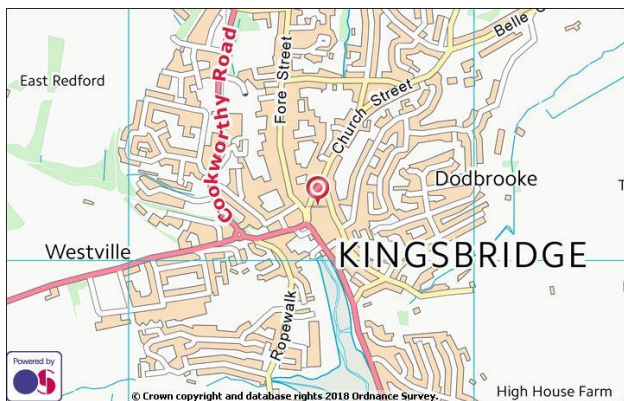 East Redford
Cookworthy Road
Fore Street
Church Street
Belle
Dodbrooke
Westville
KINGSBRIDGE
Ropewalk
Powered by
OS
High House Farm
© Crown copyright and database rights 2018 Ordnance Survey.